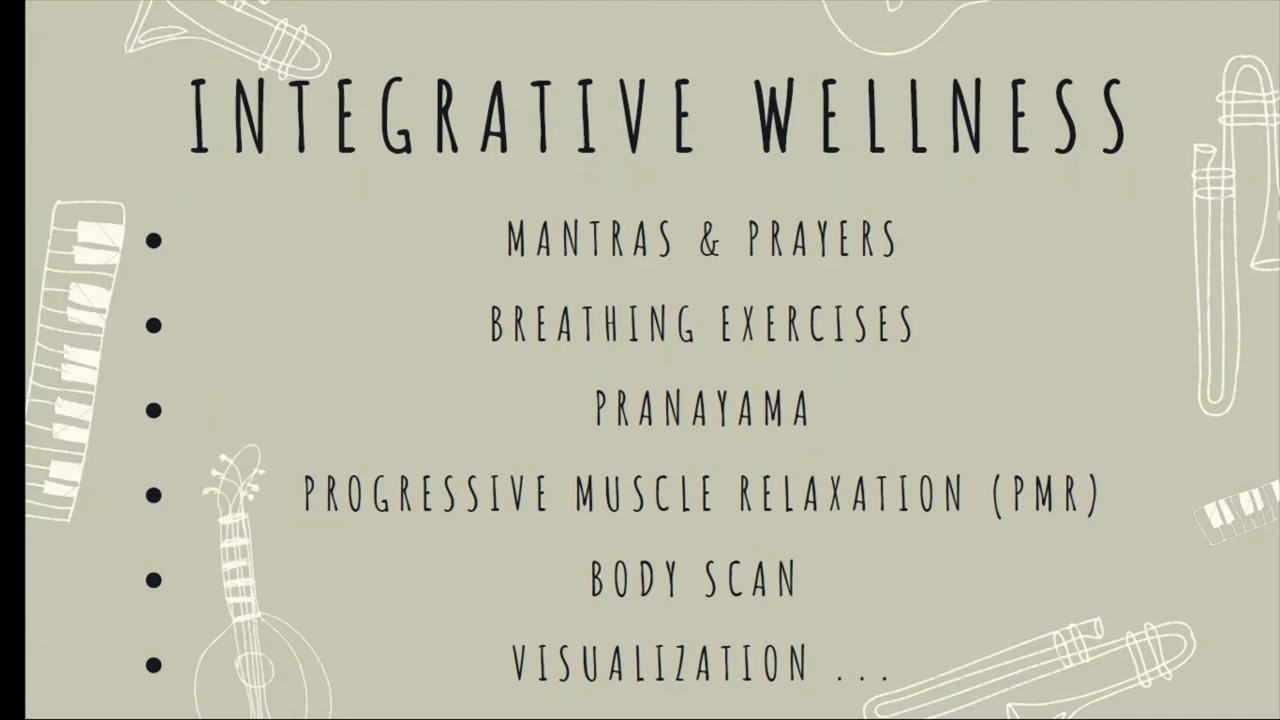 INTEGRATIVE WELLNESS
• MANTRAS & PRAYERS
• BREATHING EXERCISES
• PRANAYAMA
• PROGRESSIVE MUSCLE RELAXATION (PMR)
• BODY SCAN
• VISUALIZATION ...